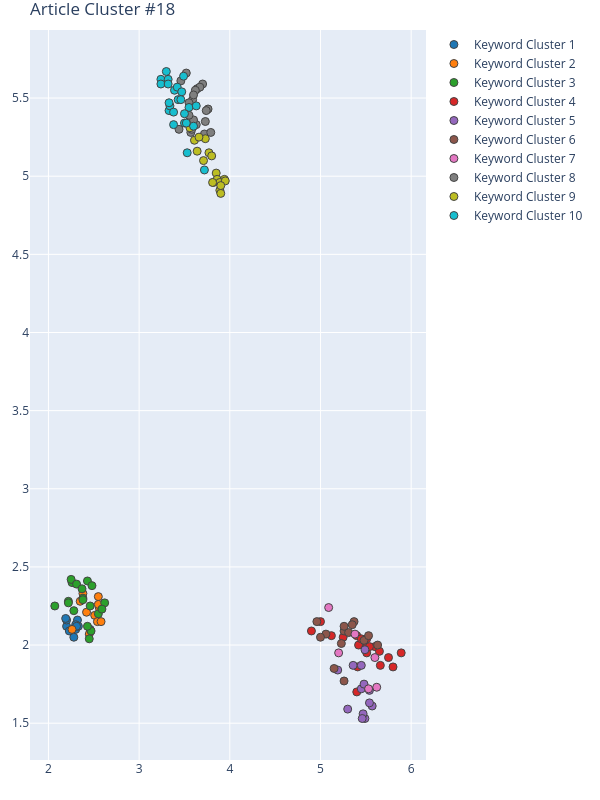 Article Cluster #18
Keyword Cluster 1
Keyword Cluster 2
Keyword Cluster 3
Keyword Cluster 4
Keyword Cluster 5
Keyword Cluster 6
Keyword Cluster 7
Keyword Cluster 8
Keyword Cluster 9
Keyword Cluster 10
5.5
5
4.5
4
3.5
3
2.5
2
1.5
2 3 4 5 6